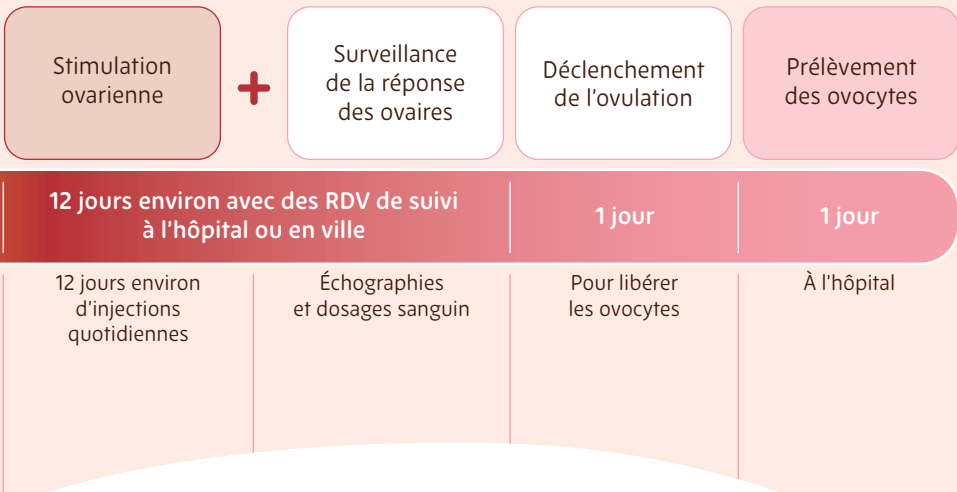 Stimulation
ovarienne
+
Surveillance
de la réponse
des ovaires
Déclenchement
de l'ovulation
Prélèvement
des ovocytes
12 jours environ avec des RDV de suivi
à l'hôpital ou en ville
1 jour
1 jour
12 jours environ
d'injections
quotidiennes
Échographies
et dosages sanguin
Pour libérer
les ovocytes
À l'hôpital